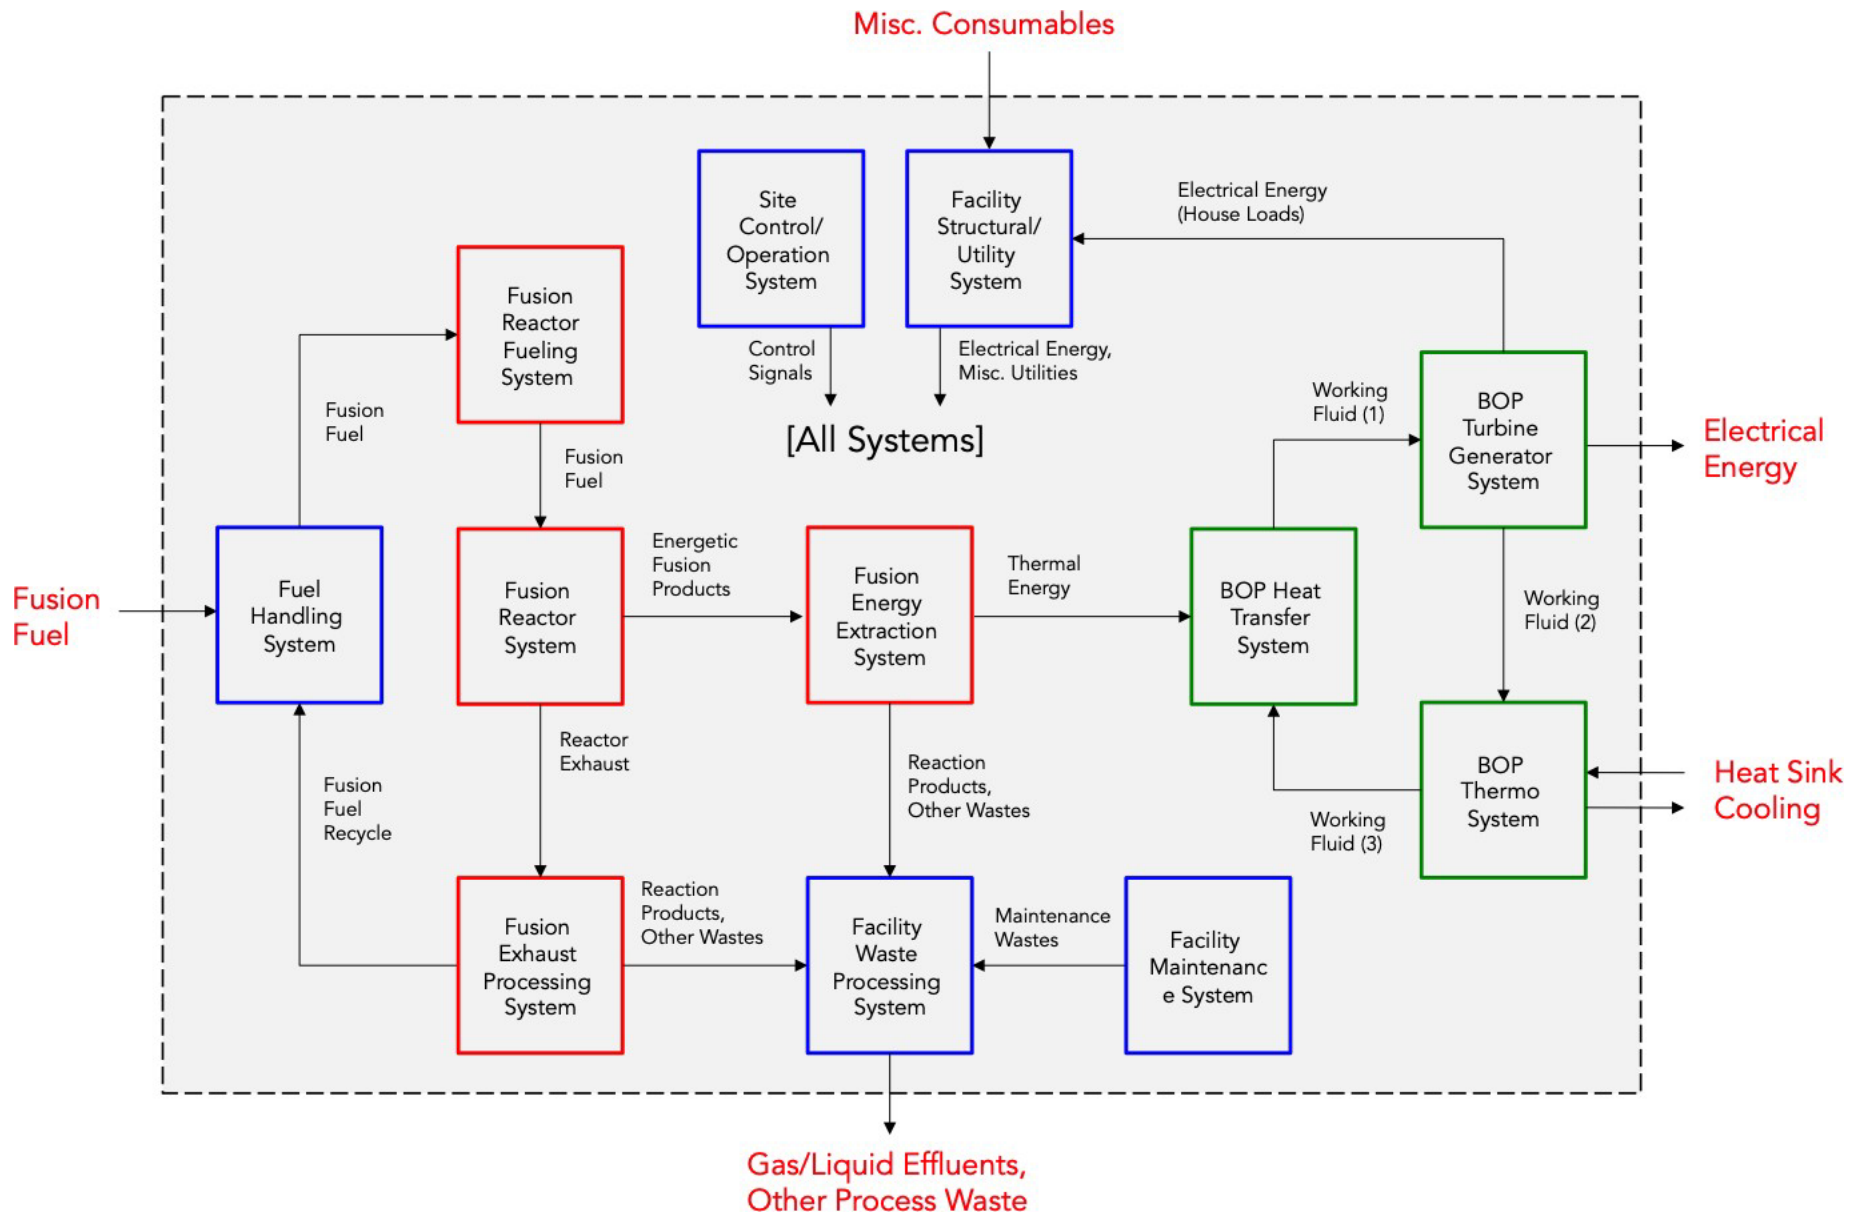 Misc. Consumables
Site
Control/
Operation
System
Facility
Structural/
Utility
System
Electrical Energy
(House Loads)
Fusion
Reactor
Fueling
System
Control
Signals
Electrical Energy,
Misc. Utilities
[All Systems]
Fusion
Fuel
Fusion
Fuel
Working
Fluid (1)
BOP
Turbine
Generator
System
Electrical
Energy
Fusion
Fuel
Fuel
Handling
System
Fusion
Reactor
System
Energetic
Fusion
Products
Fusion
Energy
Extraction
System
Thermal
Energy
BOP Heat
Transfer
System
Working
Fluid (2)
Reactor
Exhaust
Fusion
Fuel
Recycle
Reaction
Products,
Other Wastes
Working
Fluid (3)
BOP
Thermo
System
Heat Sink
Cooling
Fusion
Exhaust
Processing
System
Reaction
Products,
Other Wastes
Facility
Waste
Processing
System
Maintenance
Wastes
Facility
Maintenanc
e System
Gas/Liquid Effluents,
Other Process Waste